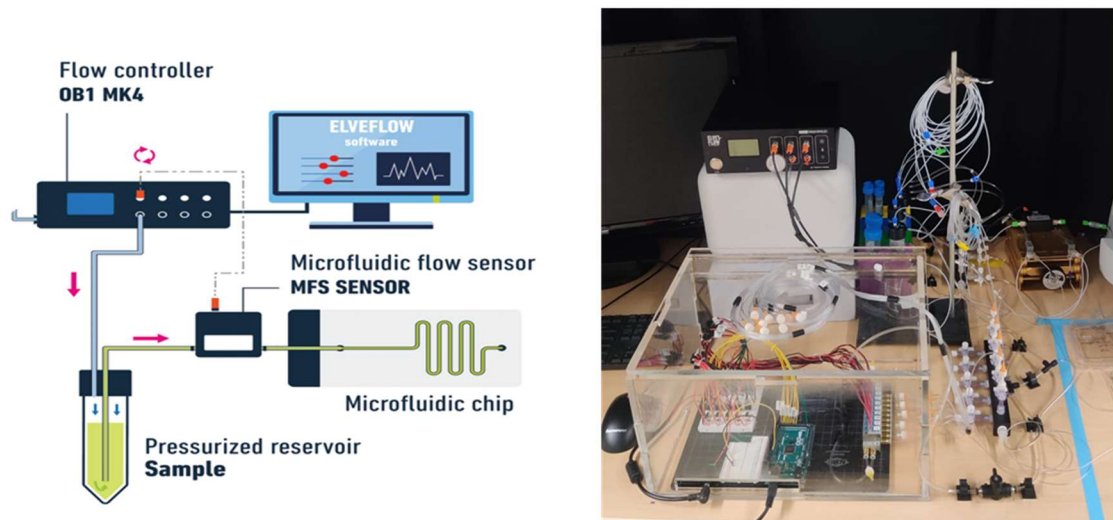 Flow controller
OB1 MK4
ELVEFLOW
software
Microfluidic flow sensor
MFS SENSOR
Microfluidic chip
Pressurized reservoir
Sample